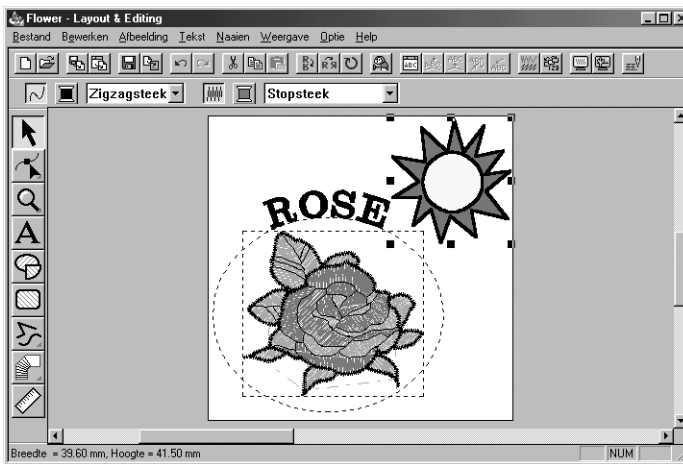 Flower - Layout & Editing
Bestand Bewerken Afbeelding Tekst Naaien Weergave Optie Help
Zigzagsteek Stopsteek
ROSE
A
Breedte = 39.60 mm, Hoogte = 41.50 mm NUM